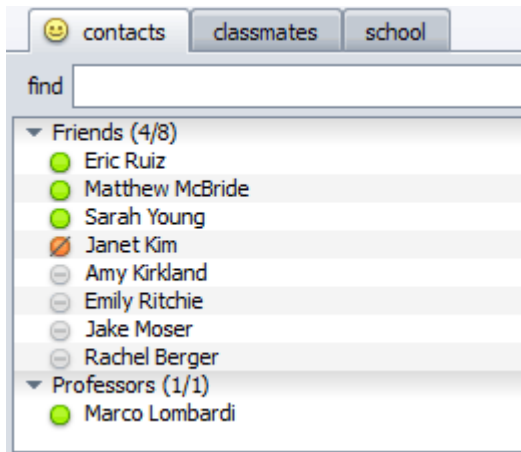 contacts classmates school
find
Friends (4/8)
Eric Ruiz
Matthew McBride
Sarah Young
Janet Kim
Amy Kirkland
Emily Ritchie
Jake Moser
Rachel Berger
Professors (1/1)
Marco Lombardi